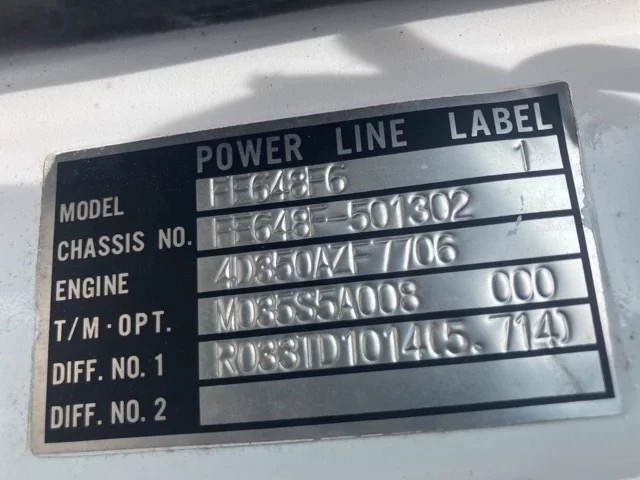 POWER LINE LABEL
MODEL FE648F6 1
CHASSIS NO. FE648F-501302
ENGINE 4D350AZF7706
T/M·OPT. M035S5A008 000
DIFF. NO. 1 R033TD1014(5.714)
DIFF. NO. 2